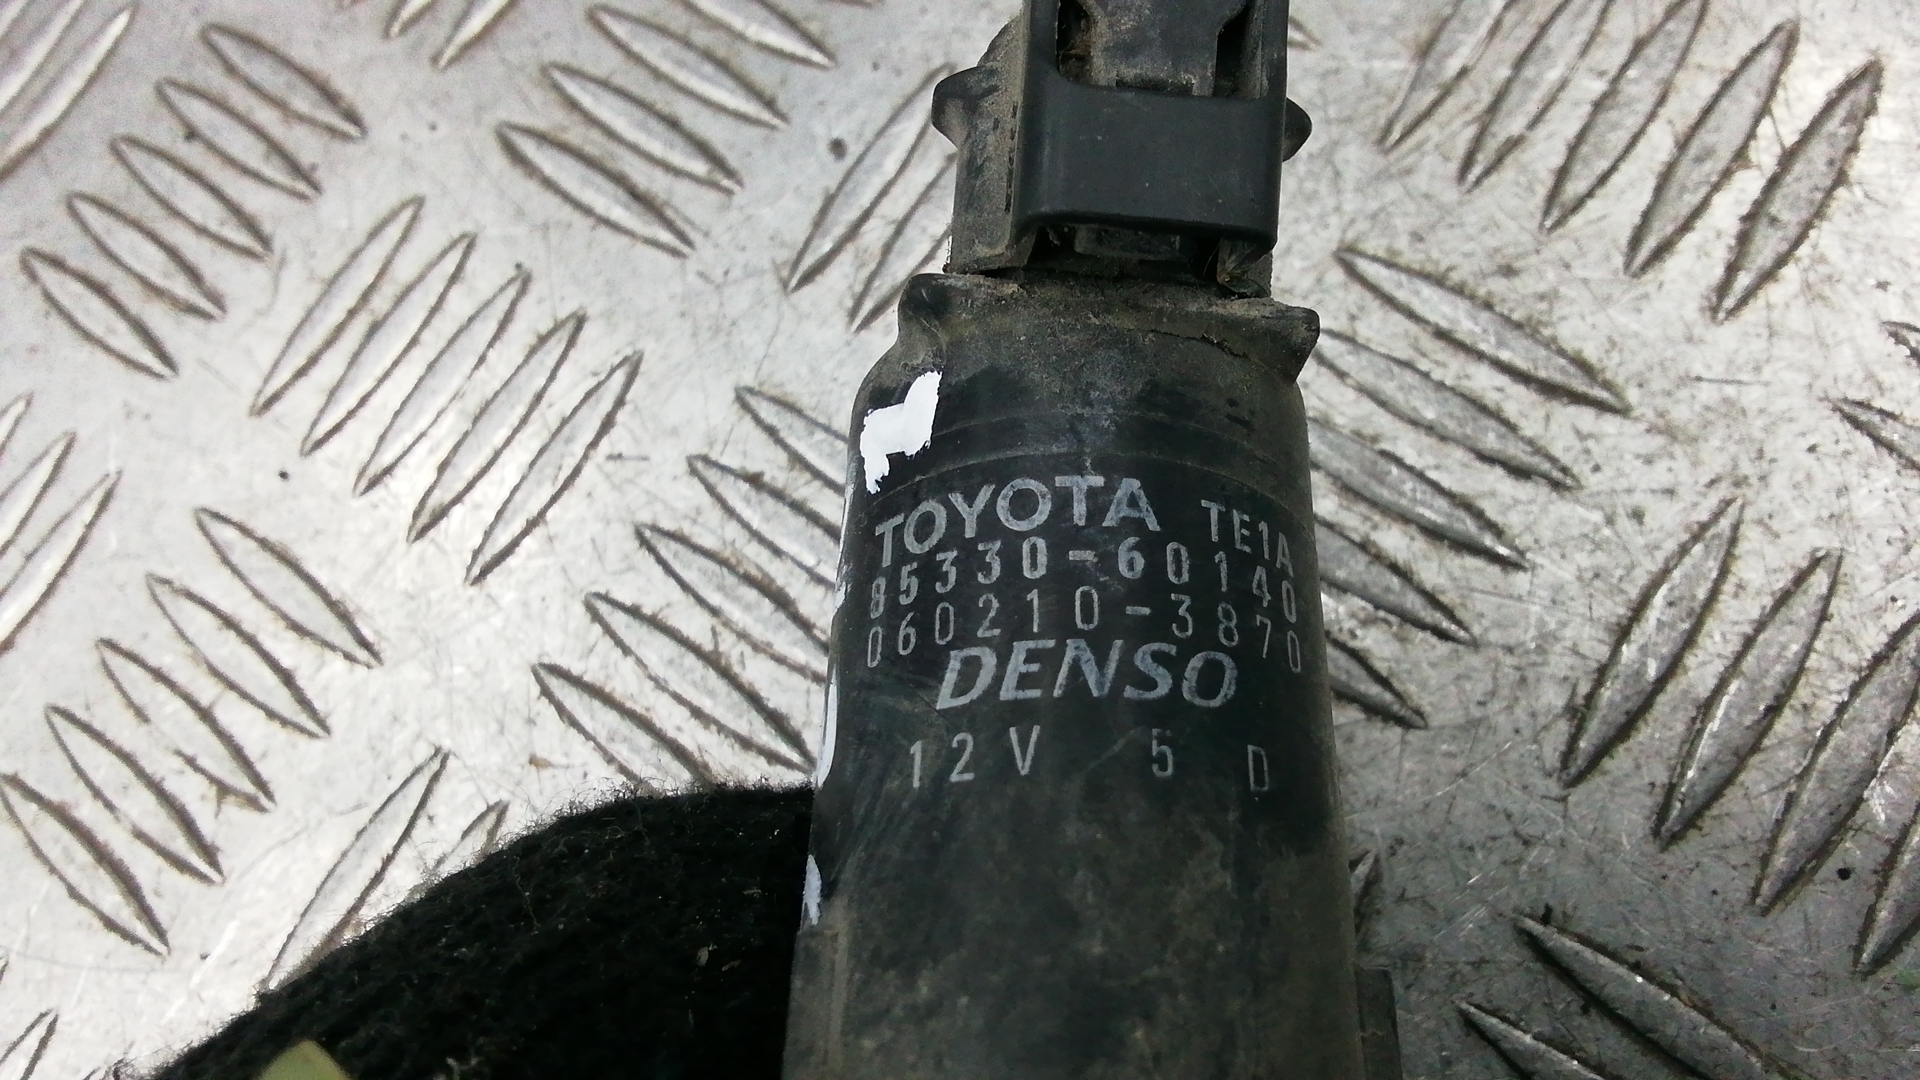 TOYOTA TE1A
85330-60140
060210-3870
DENSO
12V 5 D